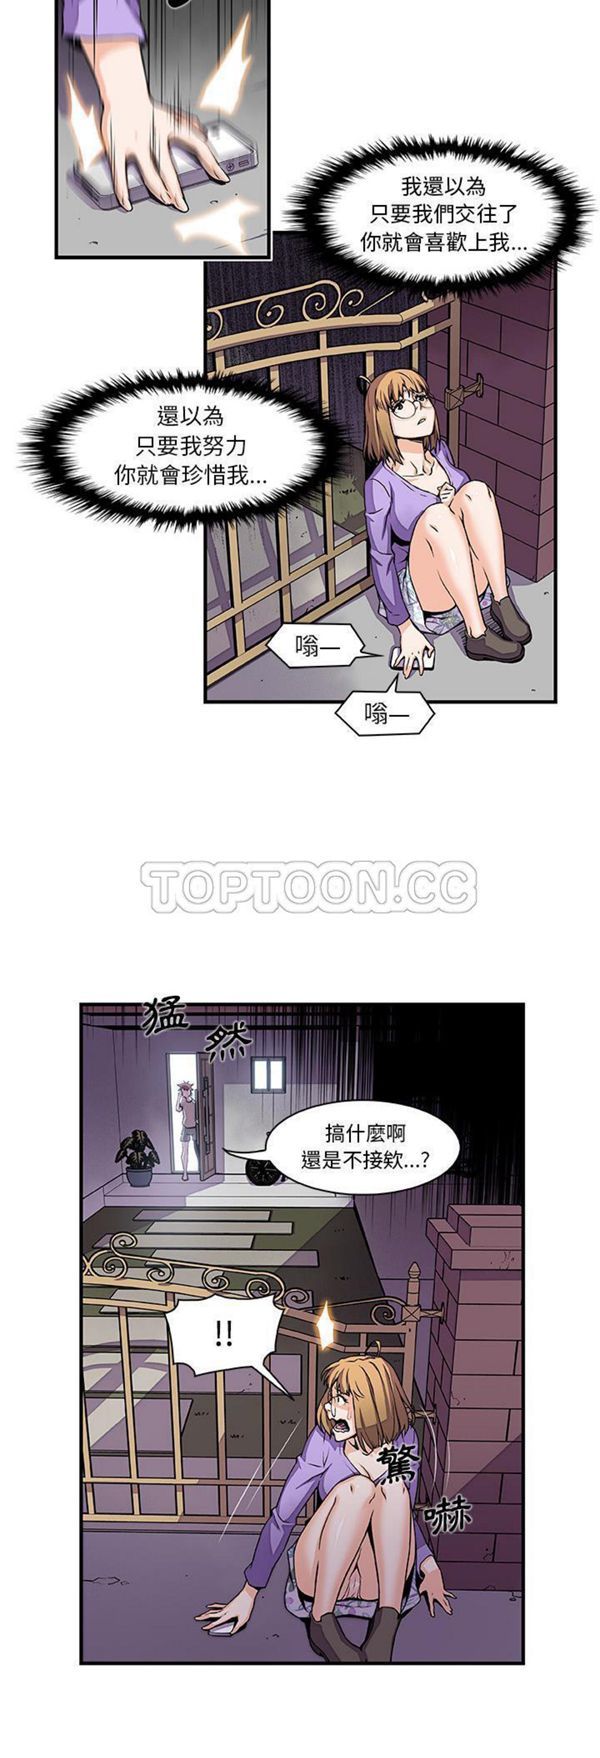 我還以為
只要我們交往了
你就會喜歡上我...
還以為
只要我努力
你就會珍惜我...
嗡—
嗡—
TOPTOON.CC
猛然
搞什麼啊
還是不接欸...?
!!
驚嚇